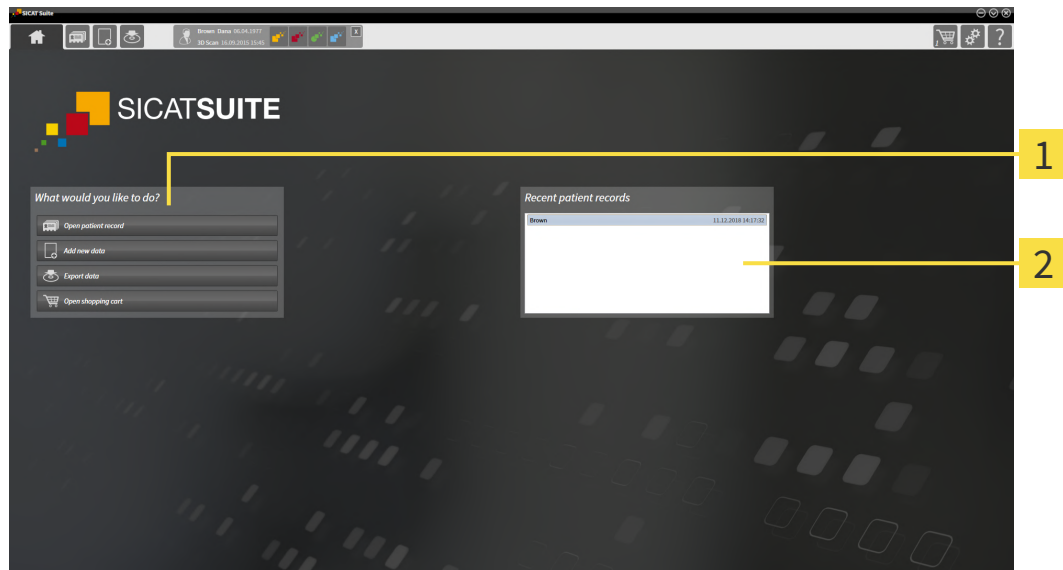 SICAT Suite
Brown Dana 06.04.1977
3D Scan 16.09.2015 15:45
X
1
?
SICATSUITE
1
What would you like to do?
Recent patient records
Open patient record
Brown 11.12.2018 14:17:32
Add new data
2
Export data
Open shopping cart